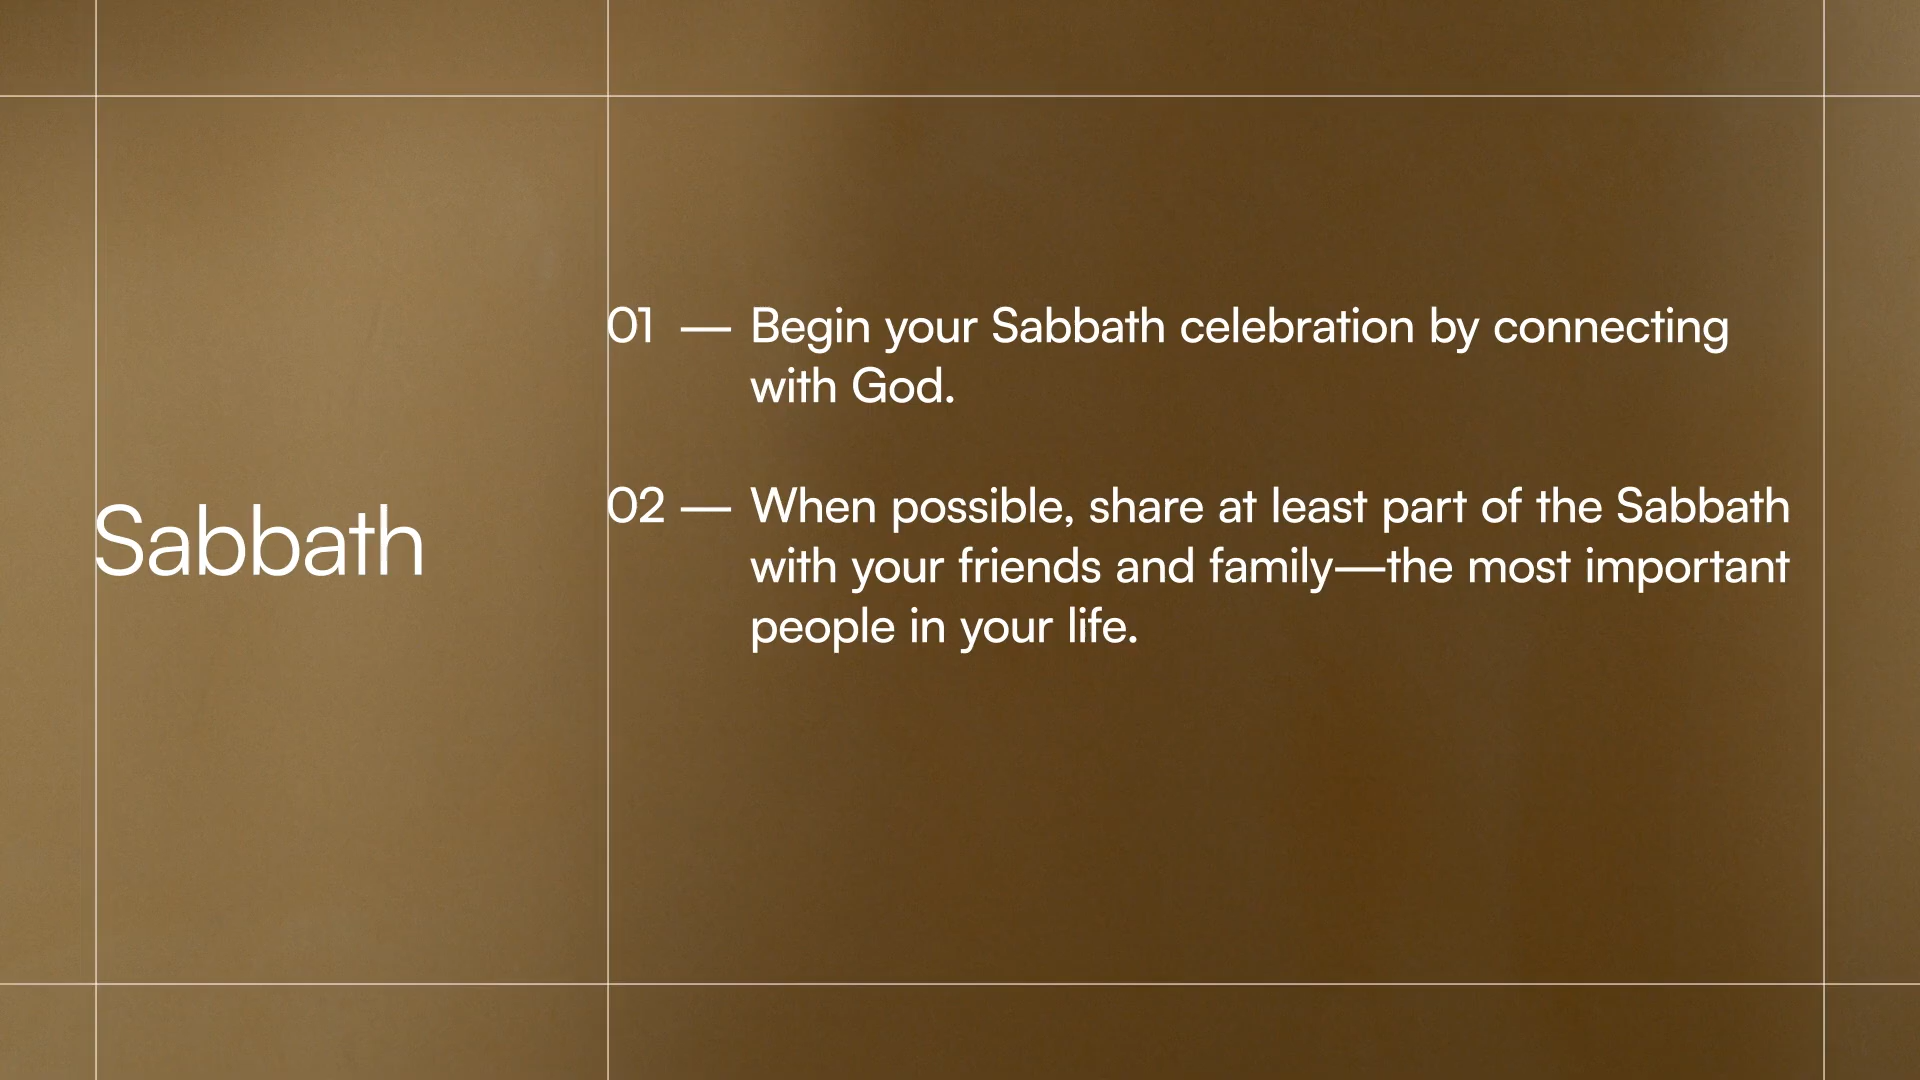 Sabbath
01 — Begin your Sabbath celebration by connecting
with God.
02 — When possible, share at least part of the Sabbath
with your friends and family—the most important
people in your life.